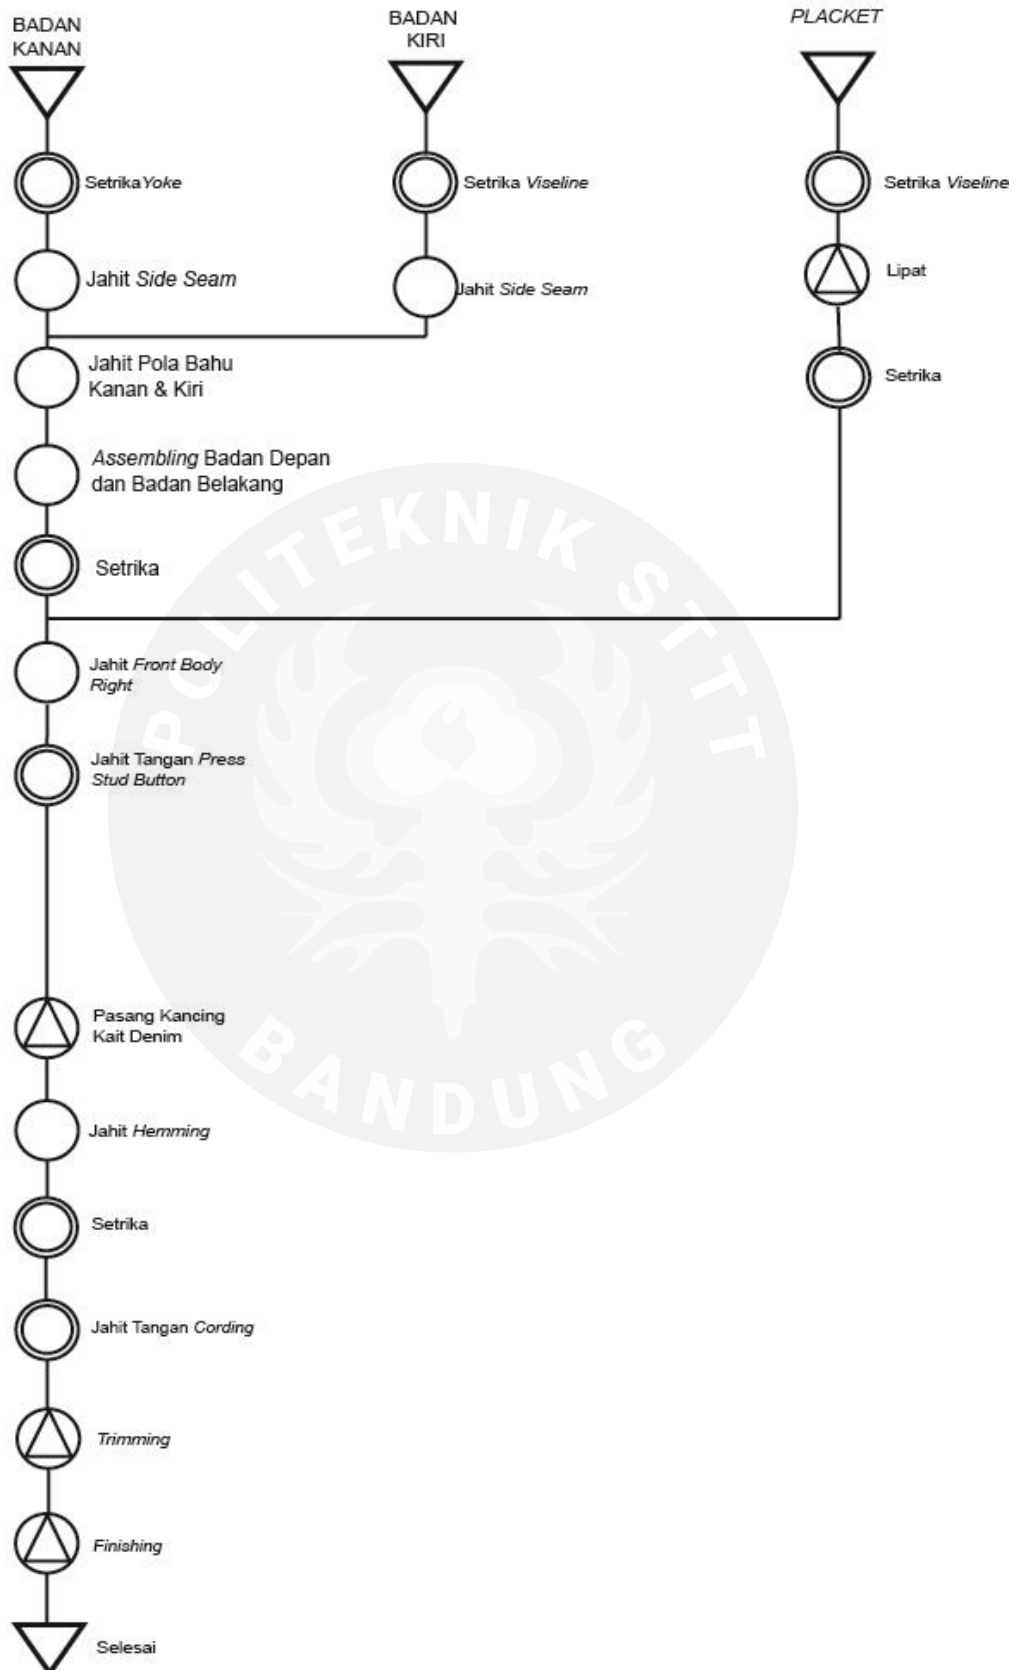 BADAN
KANAN
BADAN
KIRI
PLACKET
Setrika Yoke
Setrika Viseline
Setrika Viseline
Jahit Side Seam
Jahit Side Seam
Lipat
Jahit Pola Bahu
Kanan & Kiri
Setrika
Assembling Badan Depan
dan Badan Belakang
Setrika
Jahit Front Body
Right
Jahit Tangan Press
Stud Button
Pasang Kancing
Kait Denim
Jahit Hemming
Setrika
Jahit Tangan Cording
Trimming
Finishing
Selesai
POLITEKNIK STTT
BANDUNG